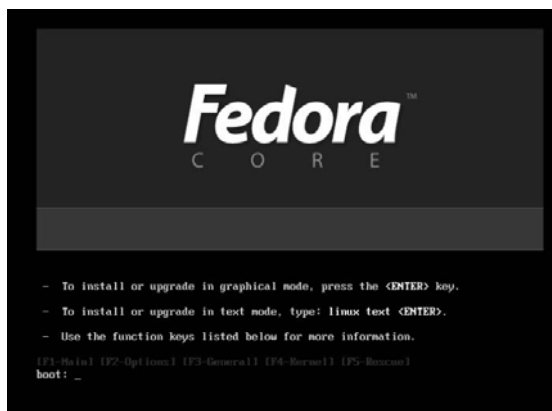 Fedora™
CORE
- To install or upgrade in graphical mode, press the <ENTER> key.
- To install or upgrade in text mode, type: linux text <ENTER>.
- Use the function keys listed below for more information.
[F1-Main] [F2-Options] [F3-General] [F4-Kernel] [F5-Rescue]
boot: _